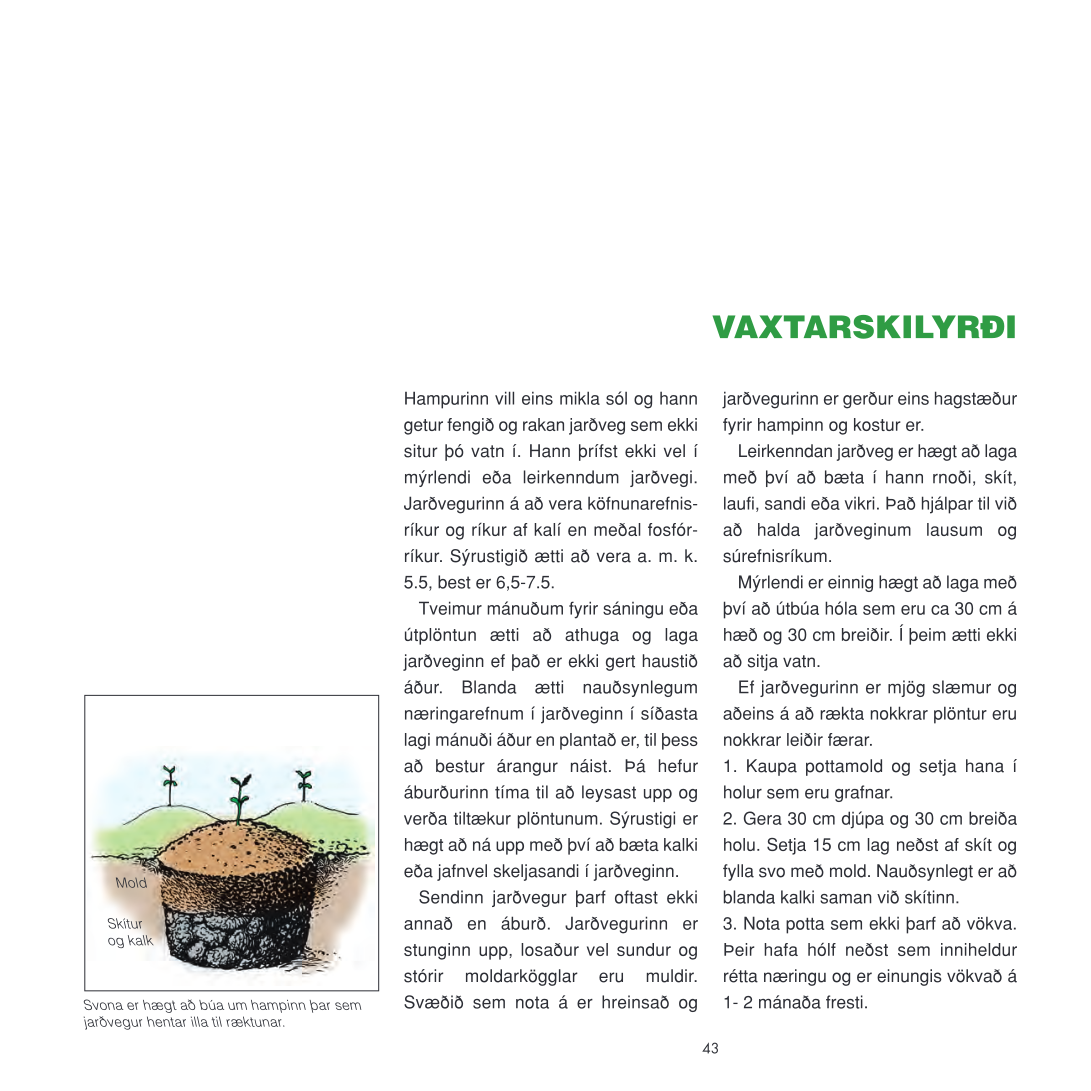 VAXTARSKILYRÐI
Hampurinn vill eins mikla sól og hann
getur fengið og rakan jarðveg sem ekki
situr þó vatn í. Hann þrífst ekki vel í
mýrlendi eða leirkenndum jarðvegi.
Jarðvegurinn á að vera köfnunarefnis-
ríkur og ríkur af kalí en meðal fosfór-
ríkur. Sýrustigið ætti að vera a. m. k.
5.5, best er 6,5-7.5.
Tveimur mánuðum fyrir sáningu eða
útplöntun ætti að athuga og laga
jarðveginn ef það er ekki gert haustið
áður. Blanda ætti nauðsynlegum
næringarefnum í jarðveginn í síðasta
lagi mánuði áður en plantað er, til þess
að bestur árangur náist. Þá hefur
áburðurinn tíma til að leysast upp og
verða tiltækur plöntunum. Sýrustigi er
hægt að ná upp með því að bæta kalki
eða jafnvel skeljasandi í jarðveginn.
Sendinn jarðvegur þarf oftast ekki
annað en áburð. Jarðvegurinn er
stunginn upp, losaður vel sundur og
stórir moldarkögglar eru muldir.
Svæðið sem nota á er hreinsað og
jarðvegurinn er gerður eins hagstæður
fyrir hampinn og kostur er.
Leirkenndan jarðveg er hægt að laga
með því að bæta í hann rnoði, skít,
laufi, sandi eða vikri. Það hjálpar til við
að halda jarðveginum lausum og
súrefnisríkum.
Mýrlendi er einnig hægt að laga með
því að útbúa hóla sem eru ca 30 cm á
hæð og 30 cm breiðir. Í þeim ætti ekki
að sitja vatn.
Ef jarðvegurinn er mjög slæmur og
aðeins á að rækta nokkrar plöntur eru
nokkrar leiðir færar.
1. Kaupa pottamold og setja hana í
holur sem eru grafnar.
2. Gera 30 cm djúpa og 30 cm breiða
holu. Setja 15 cm lag neðst af skít og
fylla svo með mold. Nauðsynlegt er að
blanda kalki saman við skítinn.
3. Nota potta sem ekki þarf að vökva.
Þeir hafa hólf neðst sem inniheldur
rétta næringu og er einungis vökvað á
1- 2 mánaða fresti.
Mold
Skítur
og kalk
Svona er hægt að búa um hampinn þar sem
jarðvegur hentar illa til ræktunar.
43